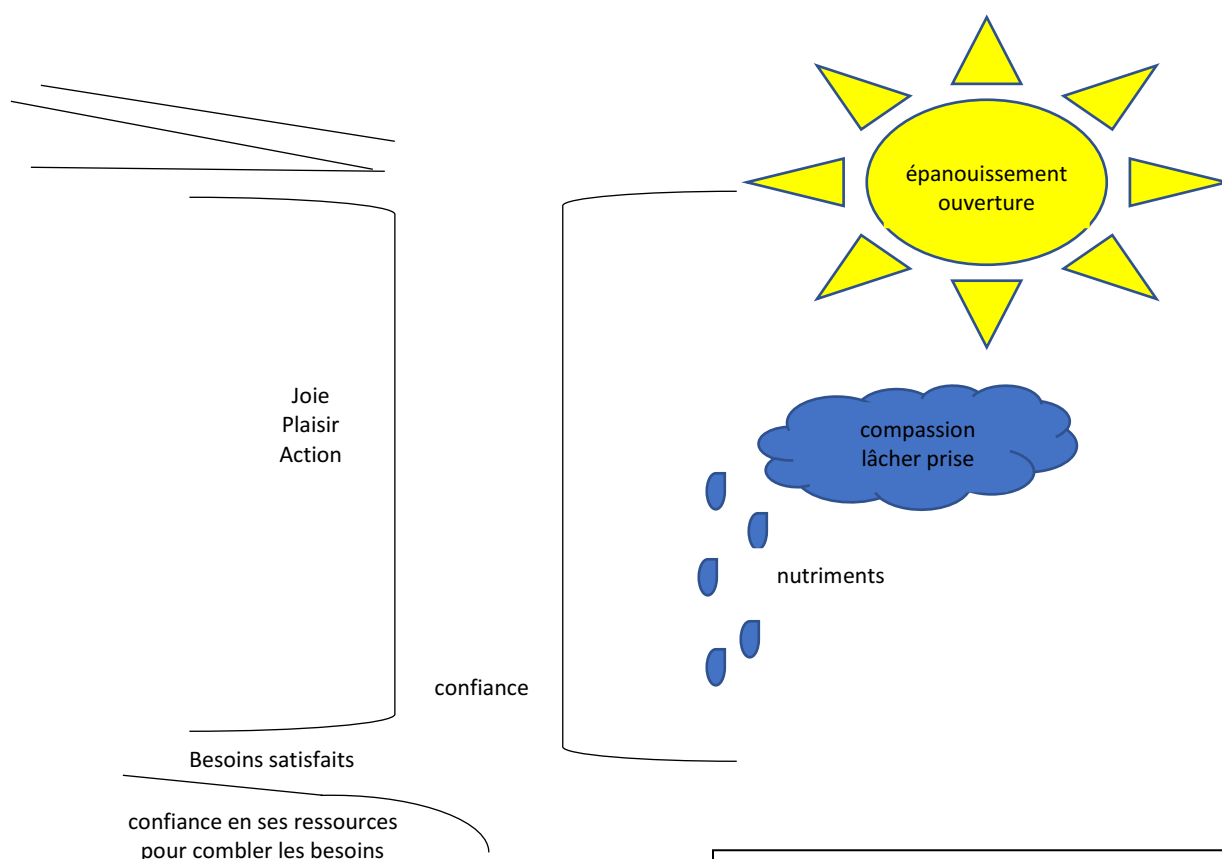 épanouissement
ouverture
Joie
Plaisir
Action
compassion
lâcher prise
nutriments
confiance
Besoins satisfaits
confiance en ses ressources
pour combler les besoins